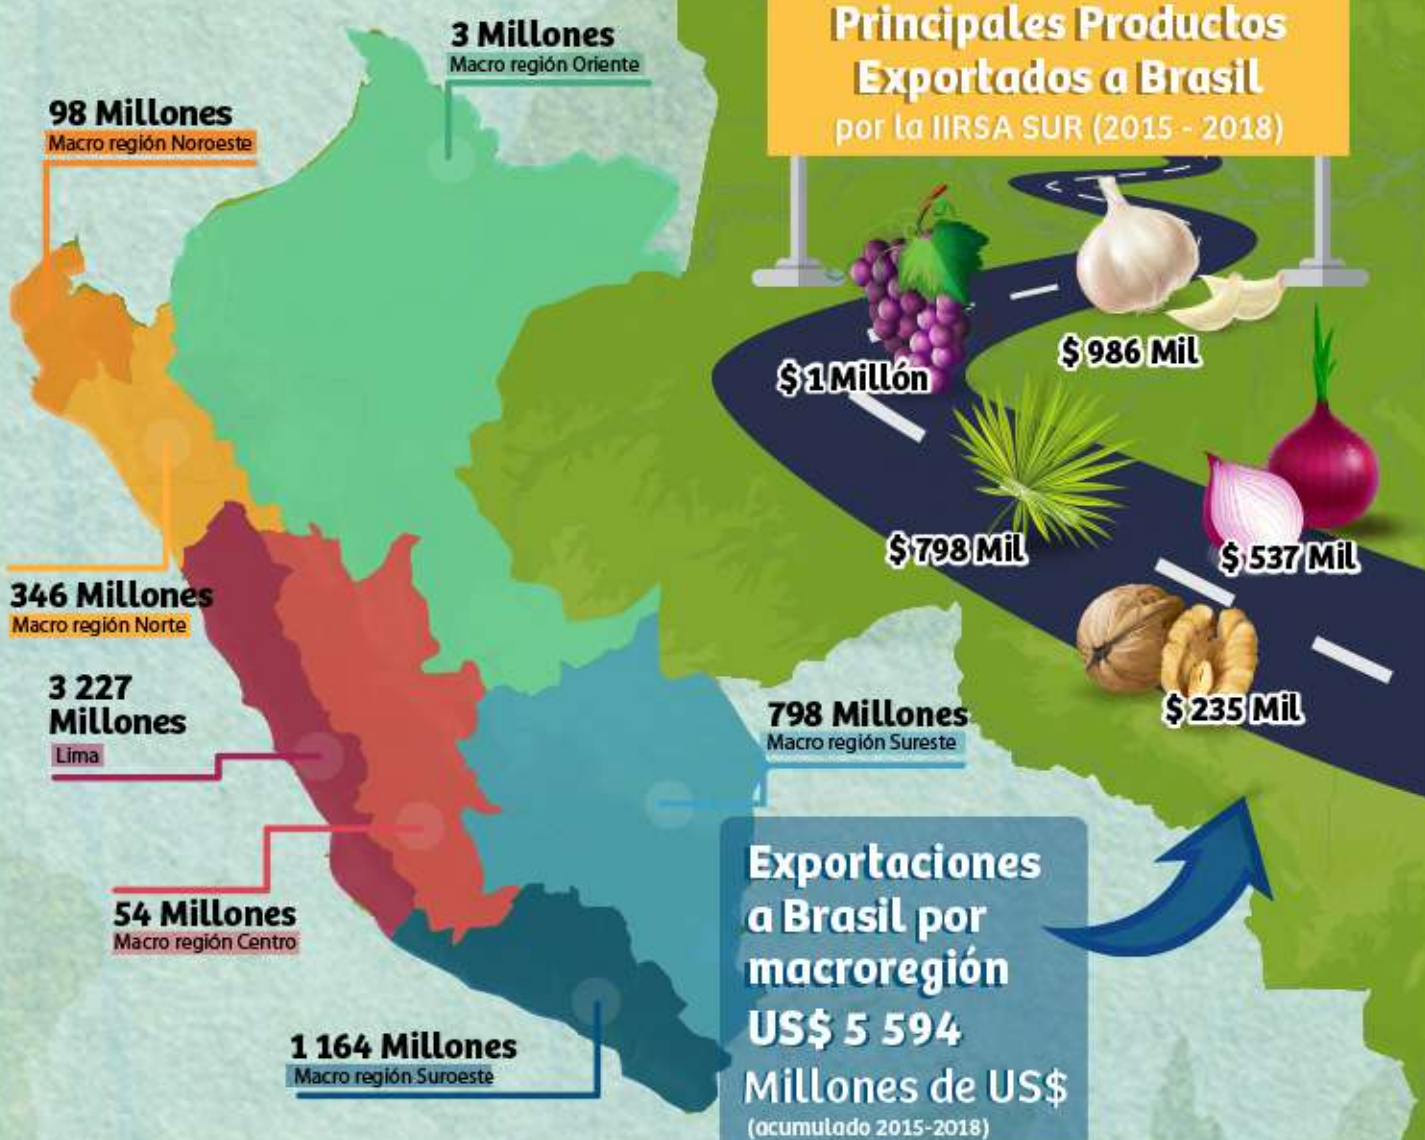 3 Millones
Macro región Oriente
98 Millones
Macro región Noroeste
346 Millones
Macro región Norte
3 227
Millones
Lima
54 Millones
Macro región Centro
1 164 Millones
Macro región Suroeste
798 Millones
Macro región Sureste
Exportaciones
a Brasil por
macroregión
US$ 5 594
Millones de US$
(acumulado 2015-2018)
Principales Productos
Exportados a Brasil
por la IIRSA SUR (2015 - 2018)
$ 1 Millón
$ 986 Mil
$ 798 Mil
$ 537 Mil
$ 235 Mil